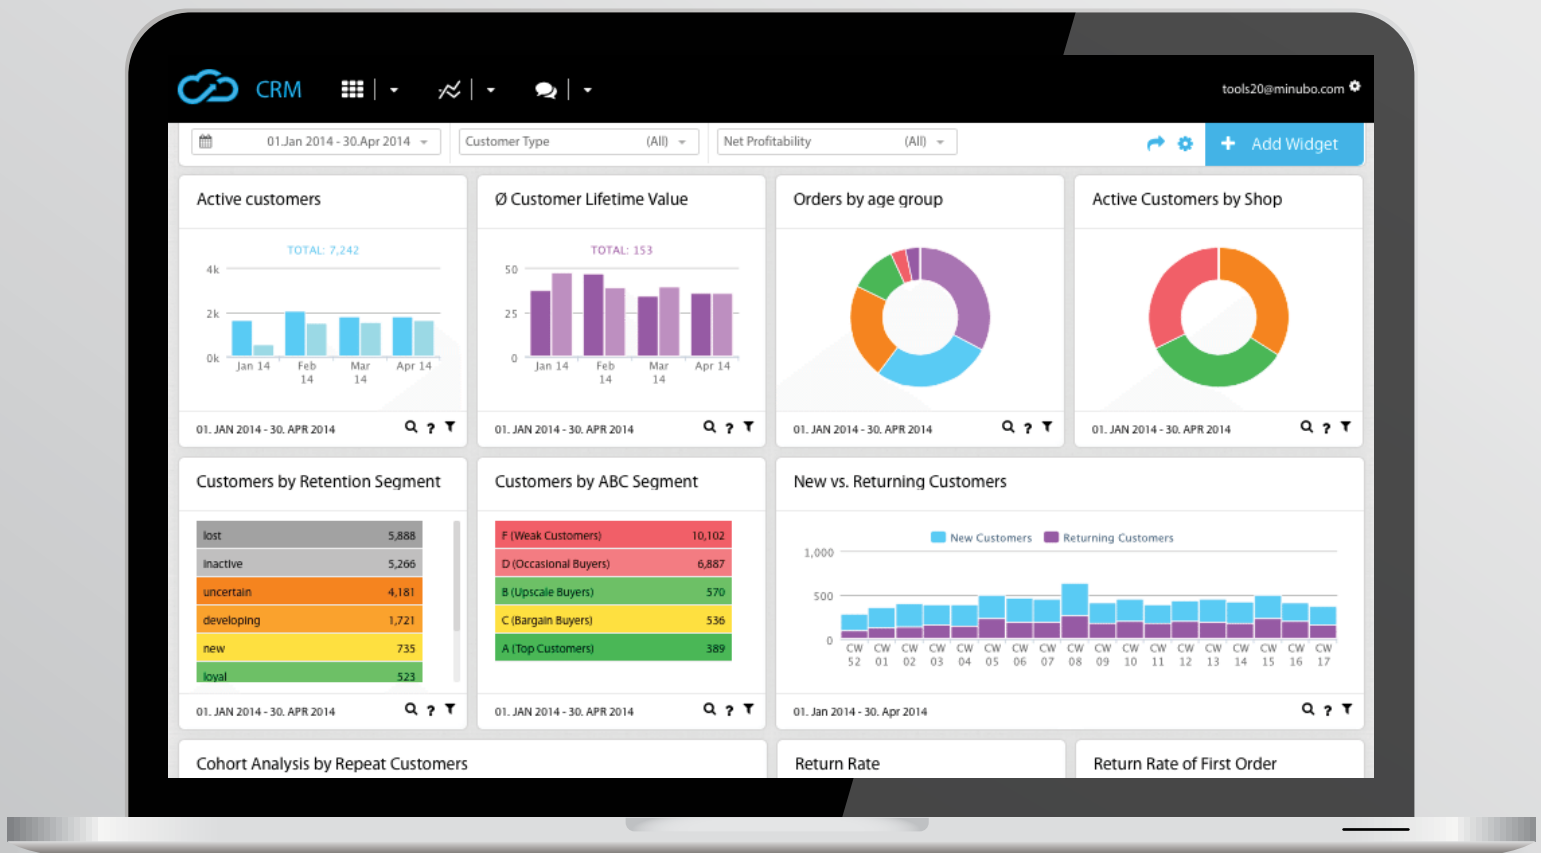 CRM
tools20@minubo.com
01.Jan 2014 - 30.Apr 2014
Customer Type (All)
Net Profitability (All)
Add Widget
Active customers
TOTAL: 7,242
4k
2k
0k
Jan 14 Feb 14 Mar 14 Apr 14
01. JAN 2014 - 30. APR 2014
?
Ø Customer Lifetime Value
TOTAL: 153
50
25
0
Jan 14 Feb 14 Mar 14 Apr 14
01. JAN 2014 - 30. APR 2014
?
Orders by age group
01. JAN 2014 - 30. APR 2014
?
Active Customers by Shop
01. JAN 2014 - 30. APR 2014
?
Customers by Retention Segment
lost 5,888
inactive 5,266
uncertain 4,181
developing 1,721
new 735
loyal 523
01. JAN 2014 - 30. APR 2014
?
Customers by ABC Segment
F (Weak Customers) 10,102
D (Occasional Buyers) 6,887
B (Upscale Buyers) 570
C (Bargain Buyers) 536
A (Top Customers) 389
01. JAN 2014 - 30. APR 2014
?
New vs. Returning Customers
New Customers Returning Customers
1,000
500
0
CW CW CW CW CW CW CW CW CW CW CW CW CW CW CW CW CW CW
52 01 02 03 04 05 06 07 08 09 10 11 12 13 14 15 16 17
01. Jan 2014 - 30. Apr 2014
?
Cohort Analysis by Repeat Customers
Return Rate
Return Rate of First Order